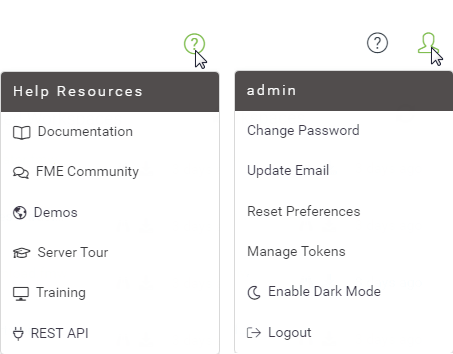 Help Resources
Documentation
FME Community
Demos
Server Tour
Training
REST API
admin
Change Password
Update Email
Reset Preferences
Manage Tokens
Enable Dark Mode
Logout